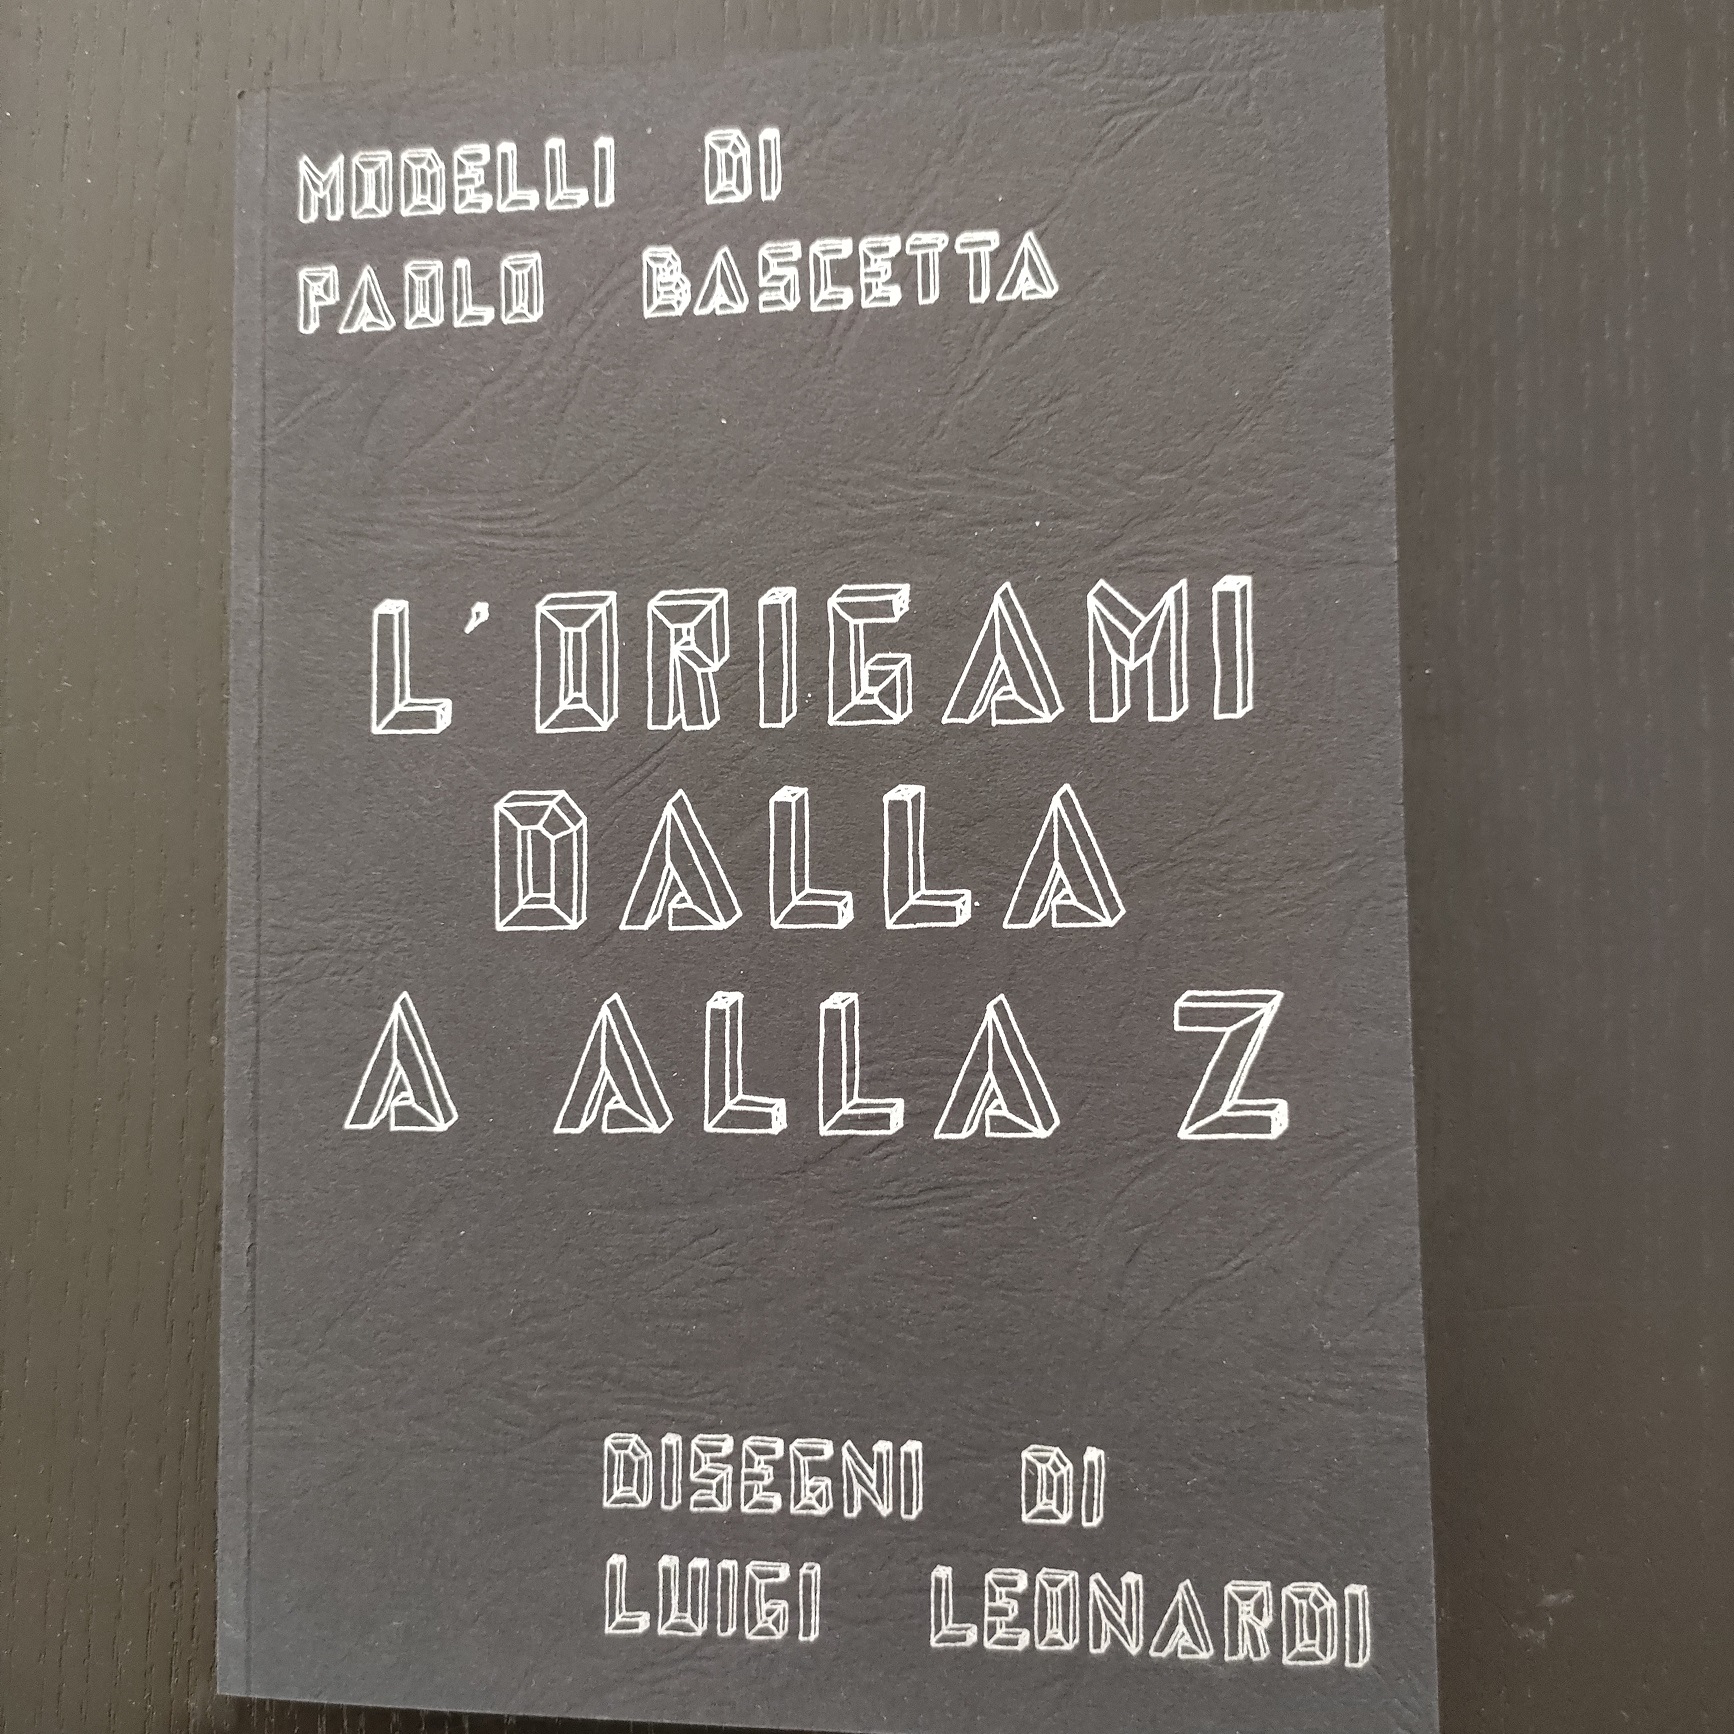 MODELLI DI
PAOLO BASCETTA
L'ORIGAMI
DALLA
A ALLA Z
DISEGNI DI
LUIGI LEONARDI